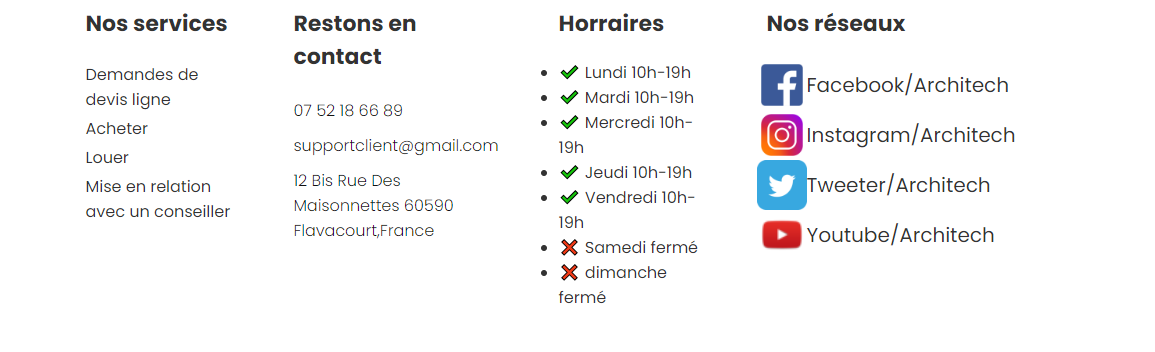 Nos services
Demandes de
devis ligne
Acheter
Louer
Mise en relation
avec un conseiller
Restons en
contact
07 52 18 66 89
supportclient@gmail.com
12 Bis Rue Des
Maisonnettes 60590
Flavacourt,France
Horraires
Lundi 10h-19h
Mardi 10h-19h
Mercredi 10h-
19h
Jeudi 10h-19h
Vendredi 10h-
19h
Samedi fermé
dimanche
fermé
Nos réseaux
Facebook/Architech
Instagram/Architech
Tweeter/Architech
Youtube/Architech